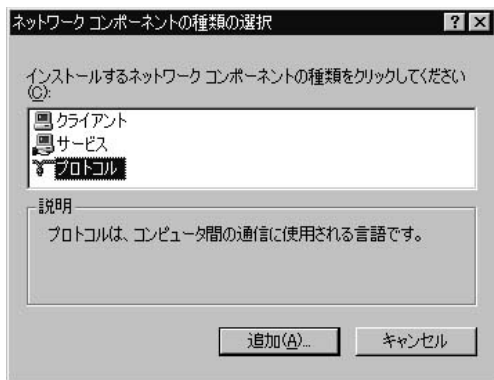 ネットワーク コンポーネントの種類の選択
インストールするネットワーク コンポーネントの種類をクリックしてください
(C):
クライアント
サービス
プロトコル
説明
プロトコルは、コンピュータ間の通信に使用される言語です。
追加(A)...
キャンセル